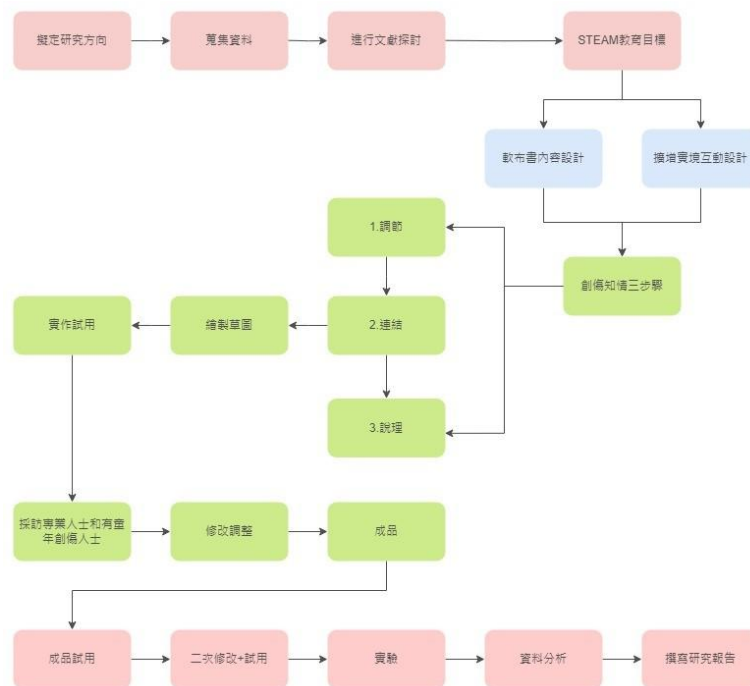 擬定研究方向
蒐集資料
進行文獻探討
STEAM教育目標
軟布書內容設計
擴增實境互動設計
1.調節
創傷知情三步驟
實作試用
繪製草圖
2.連結
3.說理
採訪專業人士和有童
年創傷人士
修改調整
成品
成品試用
二次修改+試用
實驗
資料分析
撰寫研究報告